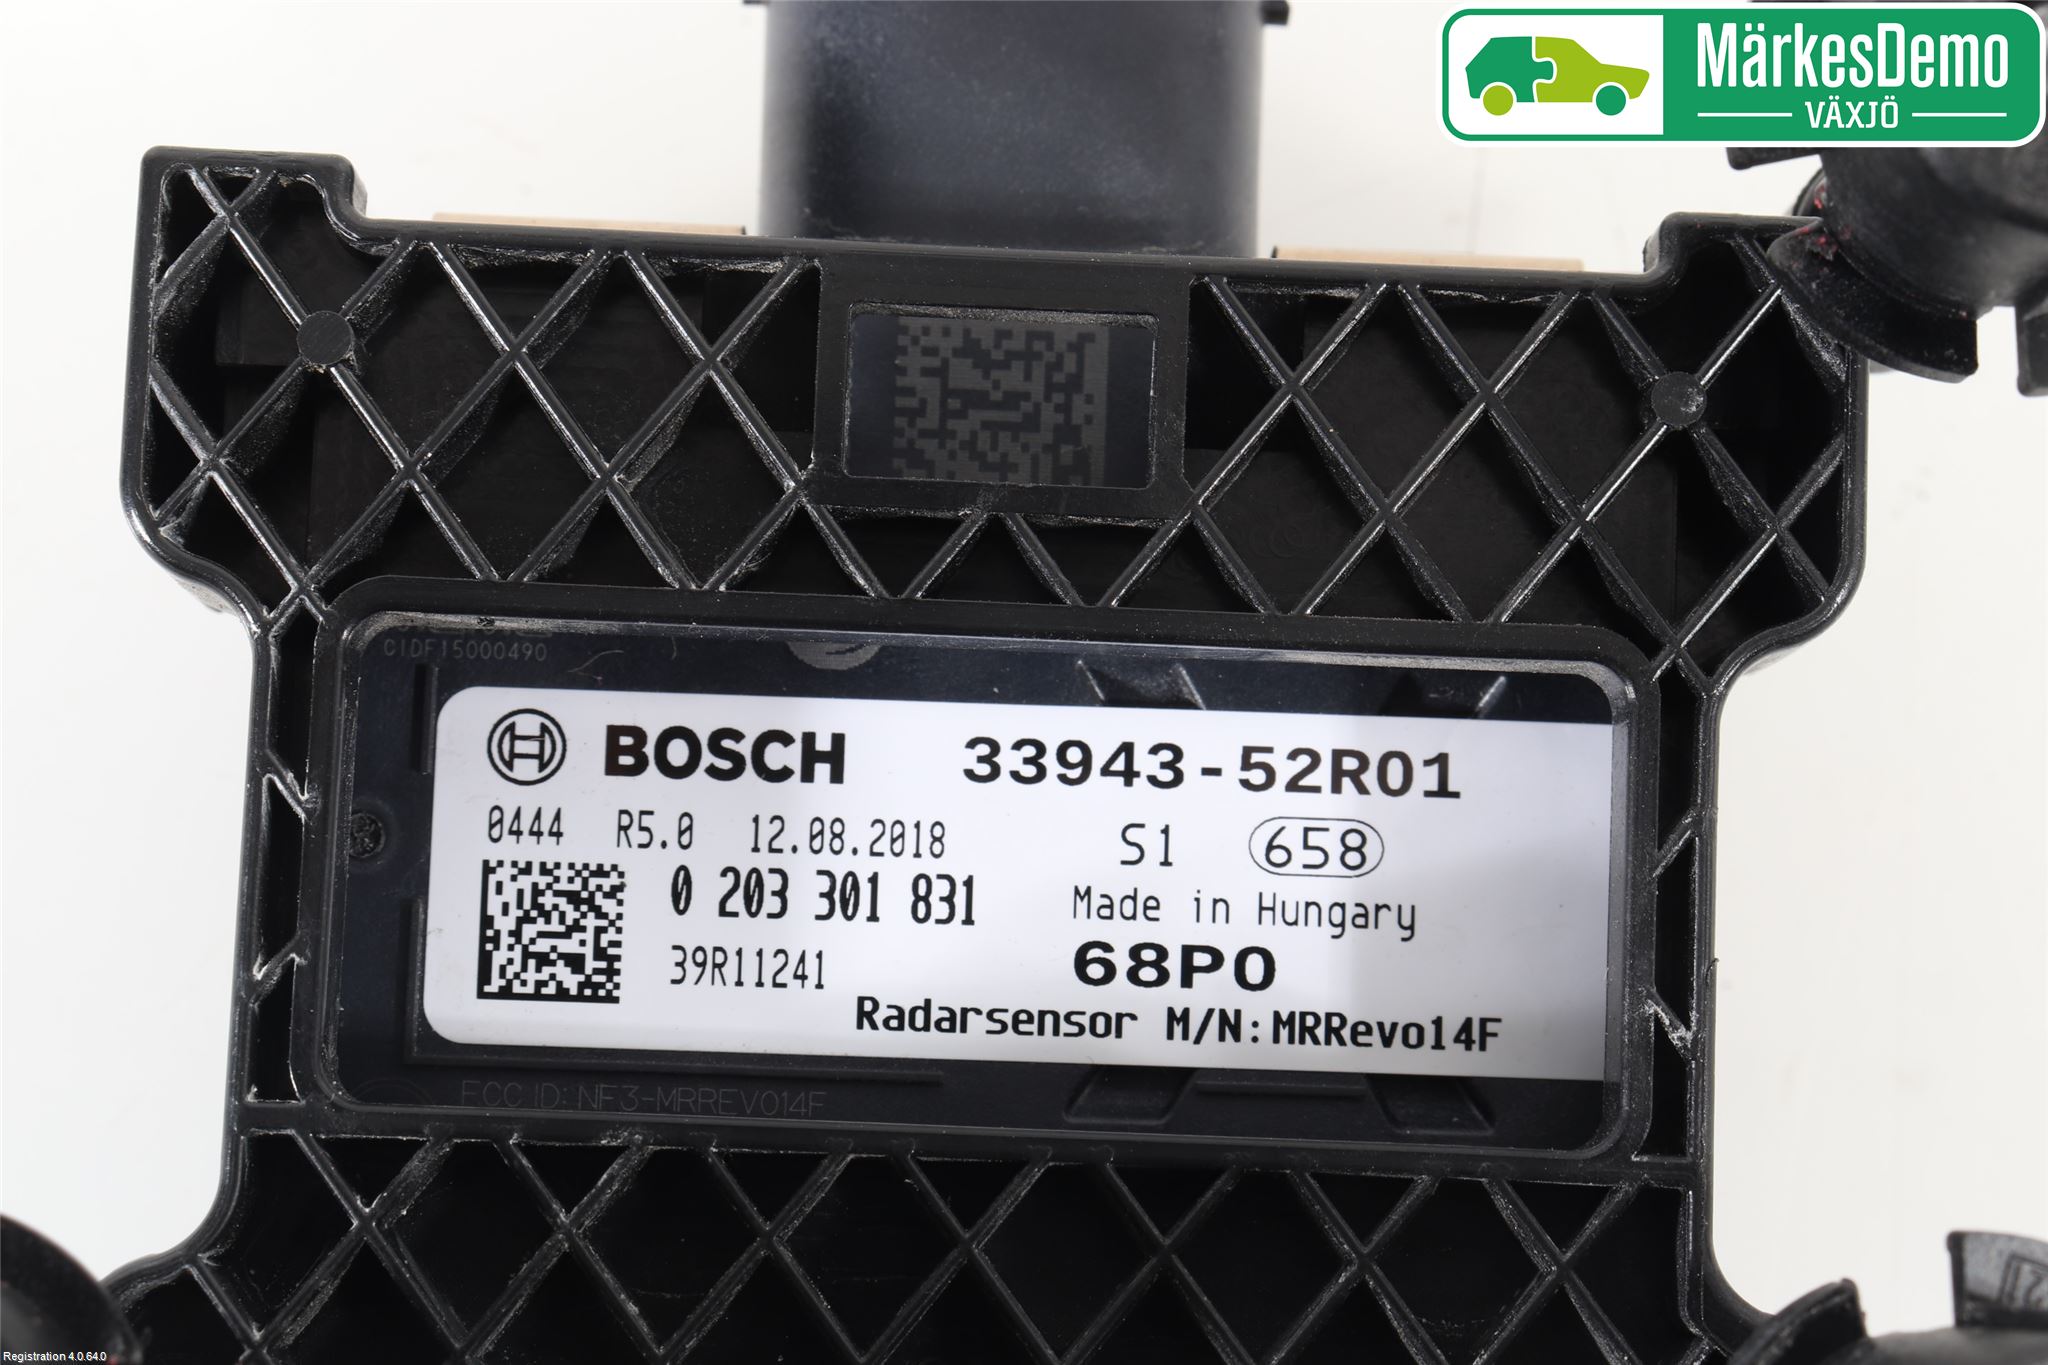 MärkesDemo
VÄXJÖ
C1DF15000490
BOSCH 33943-52R01
0444 R5.0 12.08.2018 S1 658
0 203 301 831 Made in Hungary
39R11241 68P0
Radarsensor M/N:MRRevo14F
FCC ID: NF3-MRREVO14F
Registration 4.0.64.0